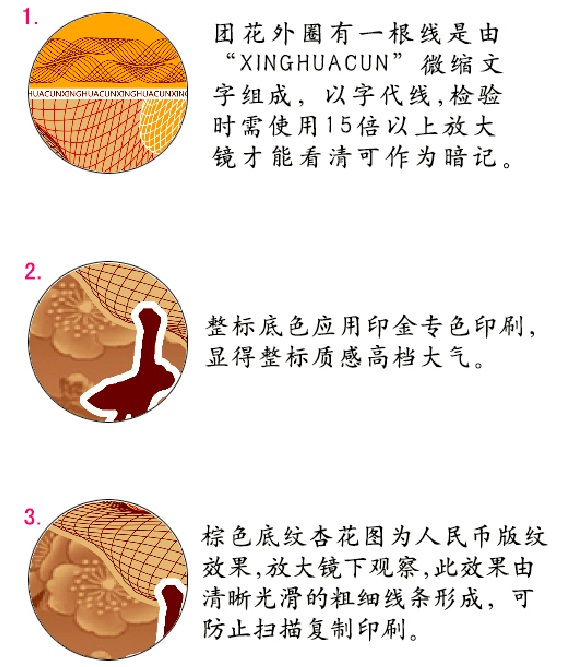 1.
团花外圈有一根线是由
“XINGHUACUN”微缩文
字组成，以字代线,检验
时需使用15倍以上放大
镜才能看清可作为暗记。
HUACUNXINGHUACUNXINGHUACUNXING
2.
整标底色应用印金专色印刷,
显得整标质感高档大气。
3.
棕色底纹杏花图为人民币版纹
效果,放大镜下观察,此效果由
清晰光滑的粗细线条形成，可
防止扫描复制印刷。